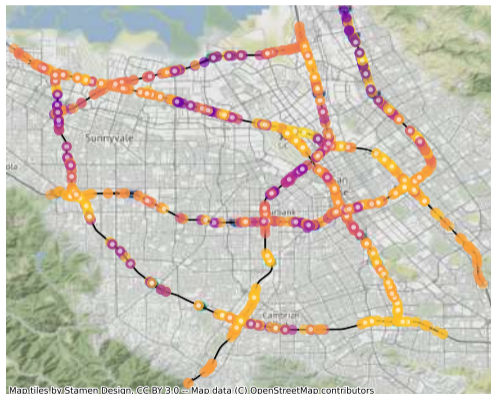 Sunnyvale
Campbell
Map tiles by Stamen Design, CC BY 3.0 -- Map data (C) OpenStreetMap contributors